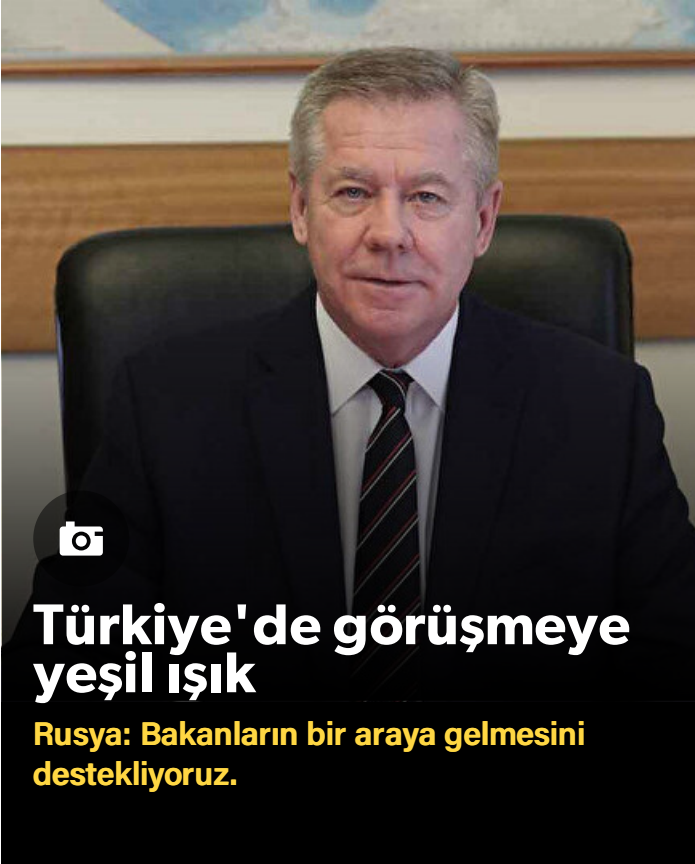 Türkiye'de görüşmeye
yeşil ışık
Rusya: Bakanların bir araya gelmesini
destekliyoruz.